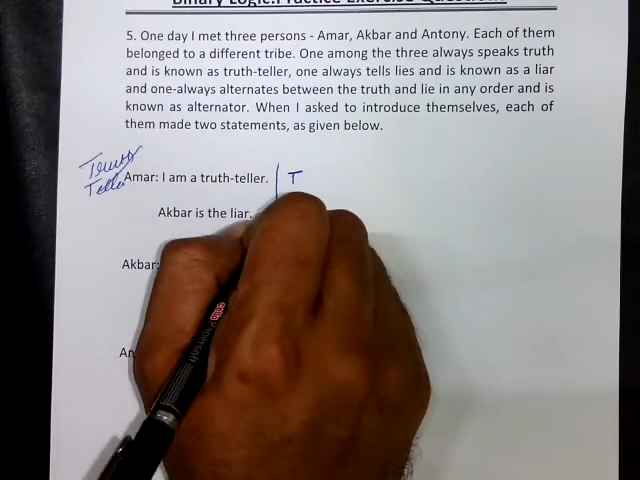 Binary Logic:Practice Exercise Questions
5. One day I met three persons - Amar, Akbar and Antony. Each of them
belonged to a different tribe. One among the three always speaks truth
and is known as truth-teller, one always tells lies and is known as a liar
and one-always alternates between the truth and lie in any order and is
known as alternator. When I asked to introduce themselves, each of
them made two statements, as given below.
Truth
Teller
Amar: I am a truth-teller. T
Akbar is the liar.
Akbar:
An